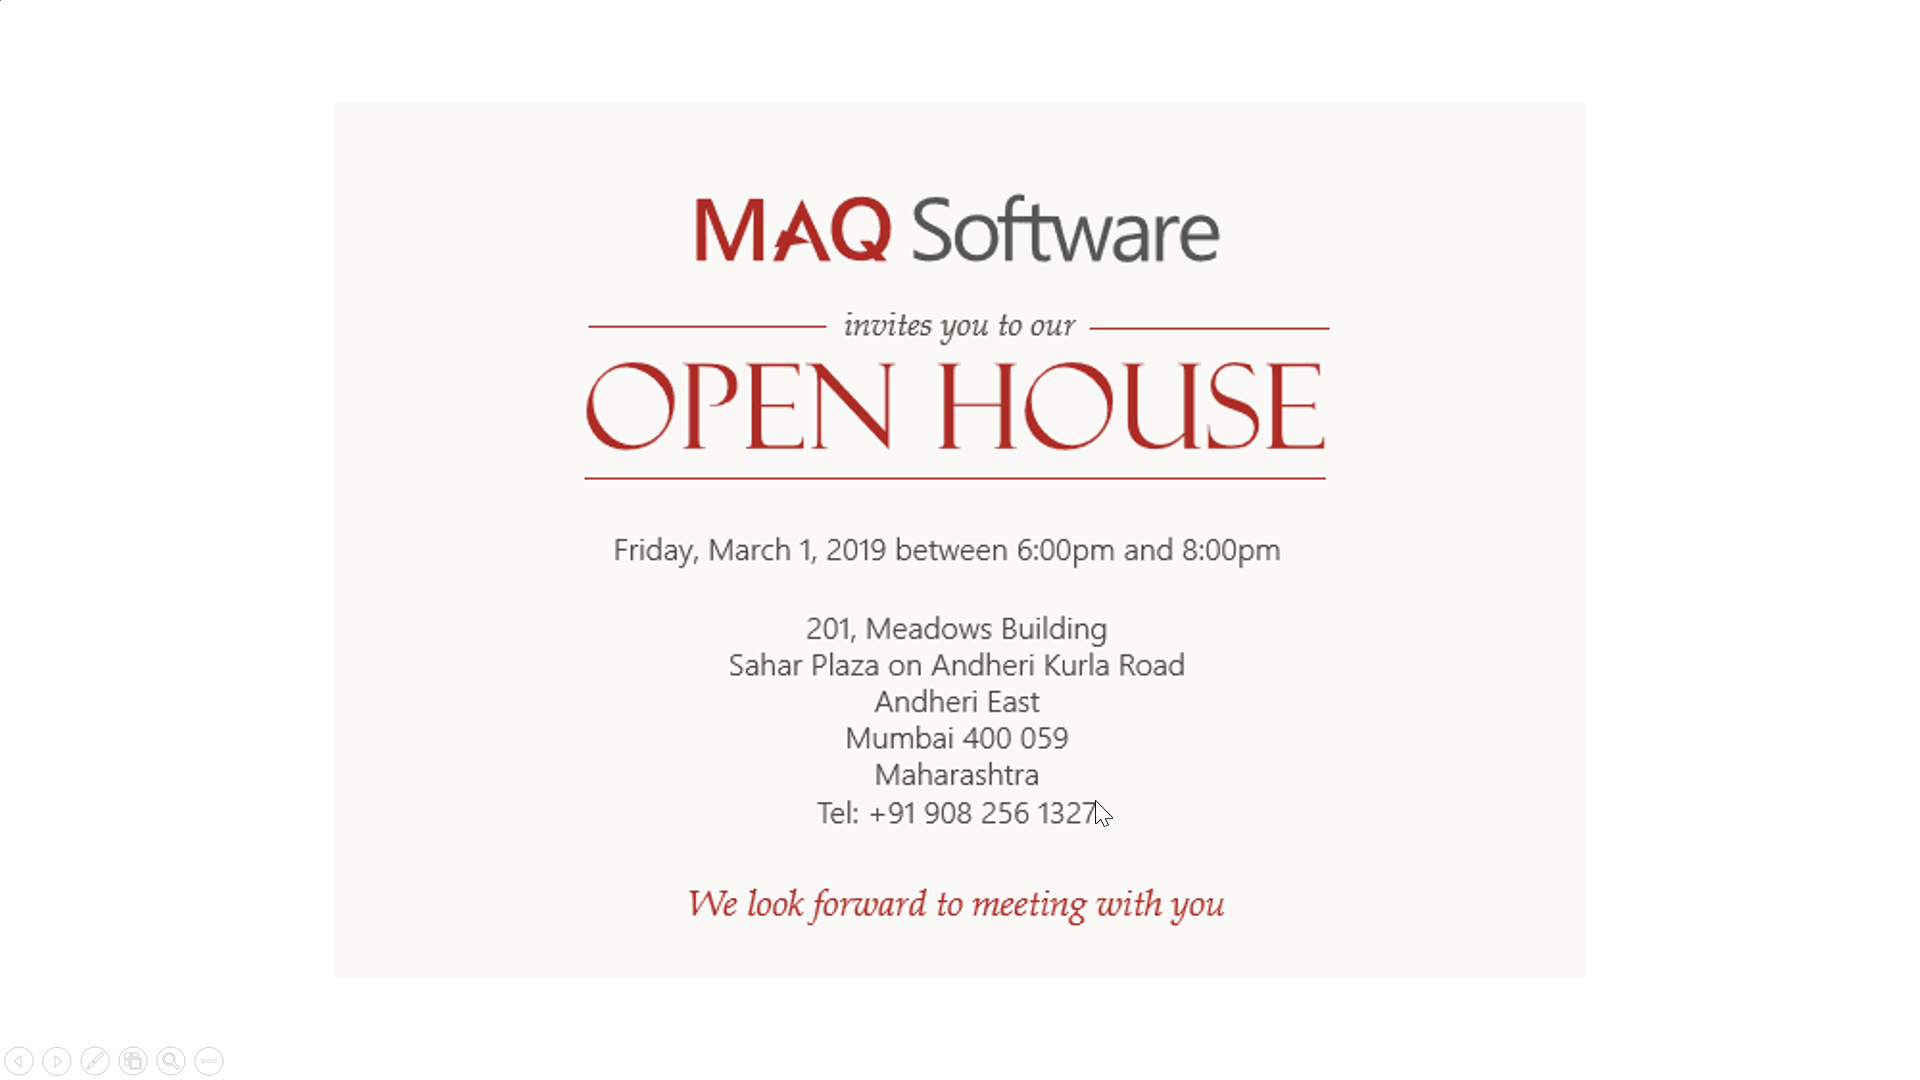 MAQ Software
invites you to our
OPEN HOUSE
Friday, March 1, 2019 between 6:00pm and 8:00pm
201, Meadows Building
Sahar Plaza on Andheri Kurla Road
Andheri East
Mumbai 400 059
Maharashtra
Tel: +91 908 256 1327
We look forward to meeting with you